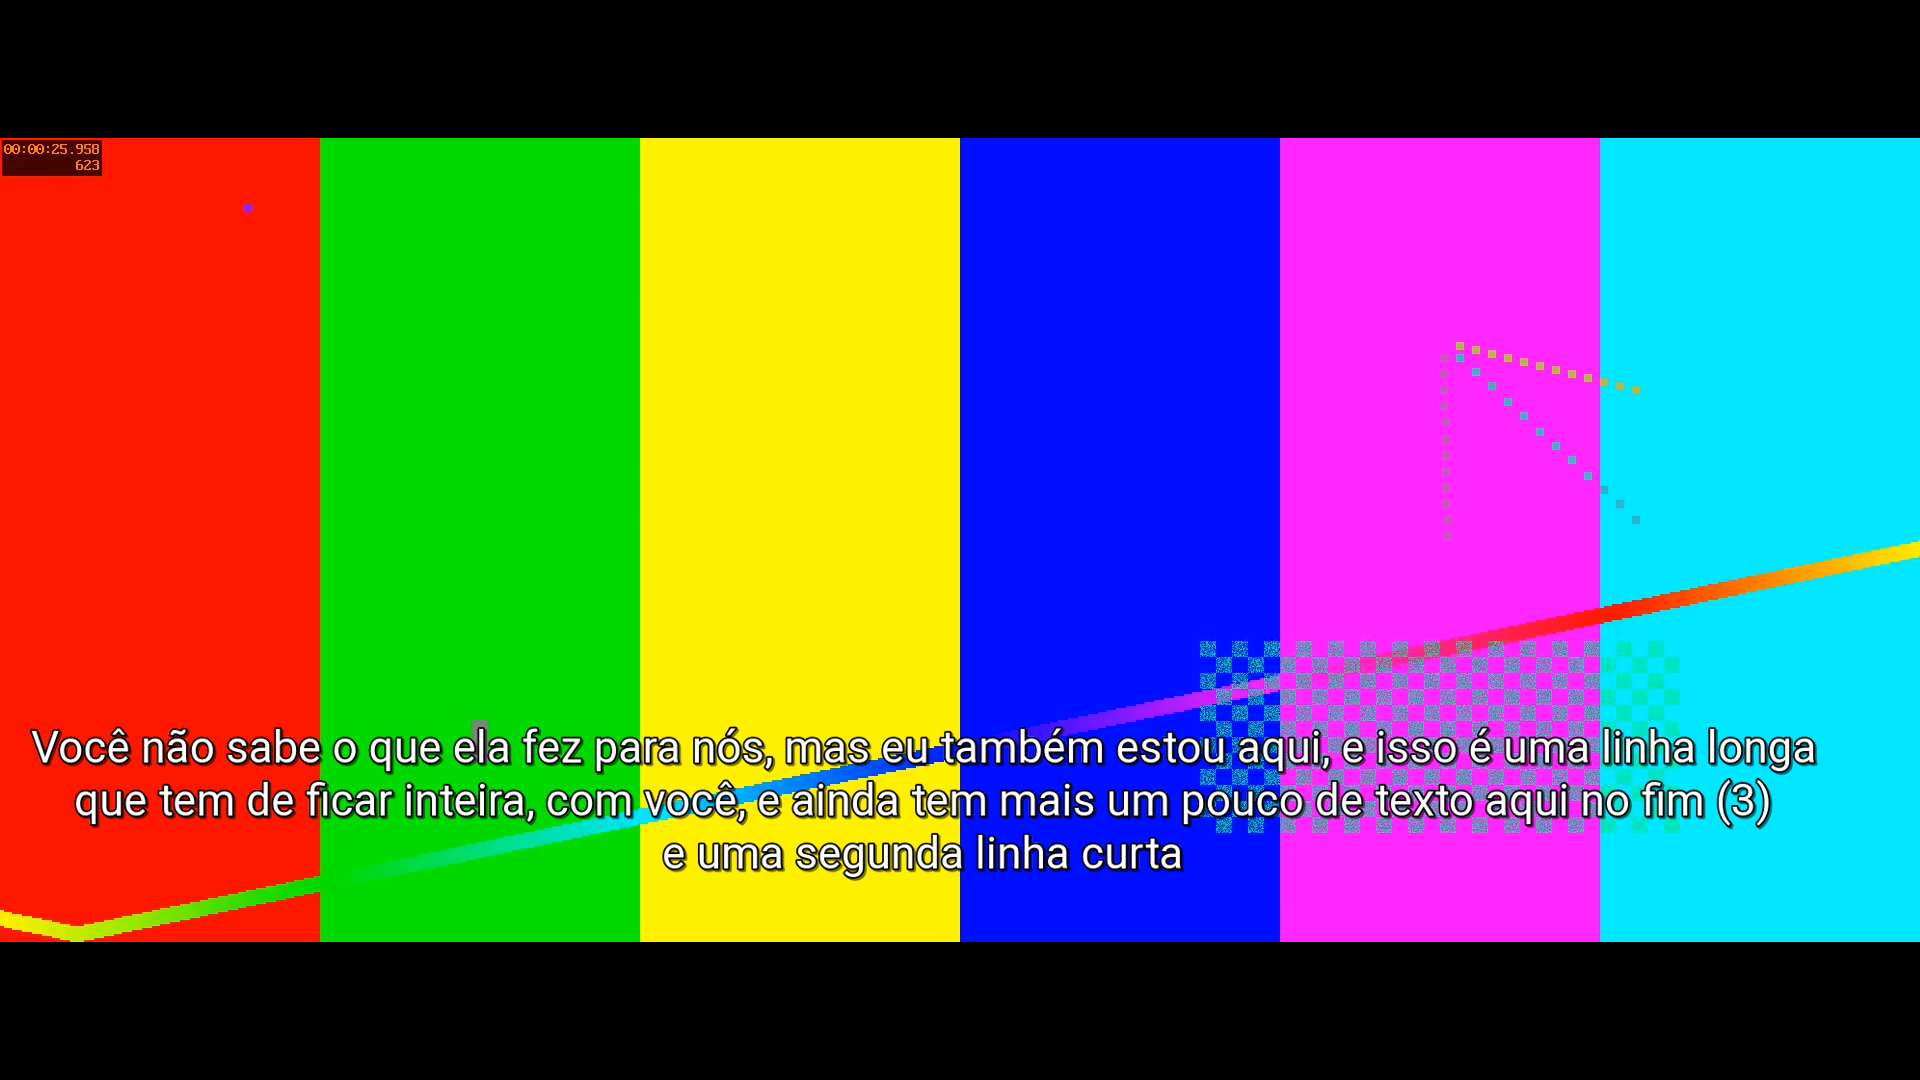 00:00:25.958
623
Você não sabe o que ela fez para nós, mas eu também estou aqui, e isso é uma linha longa
que tem de ficar inteira, com você, e ainda tem mais um pouco de texto aqui no fim (3)
e uma segunda linha curta